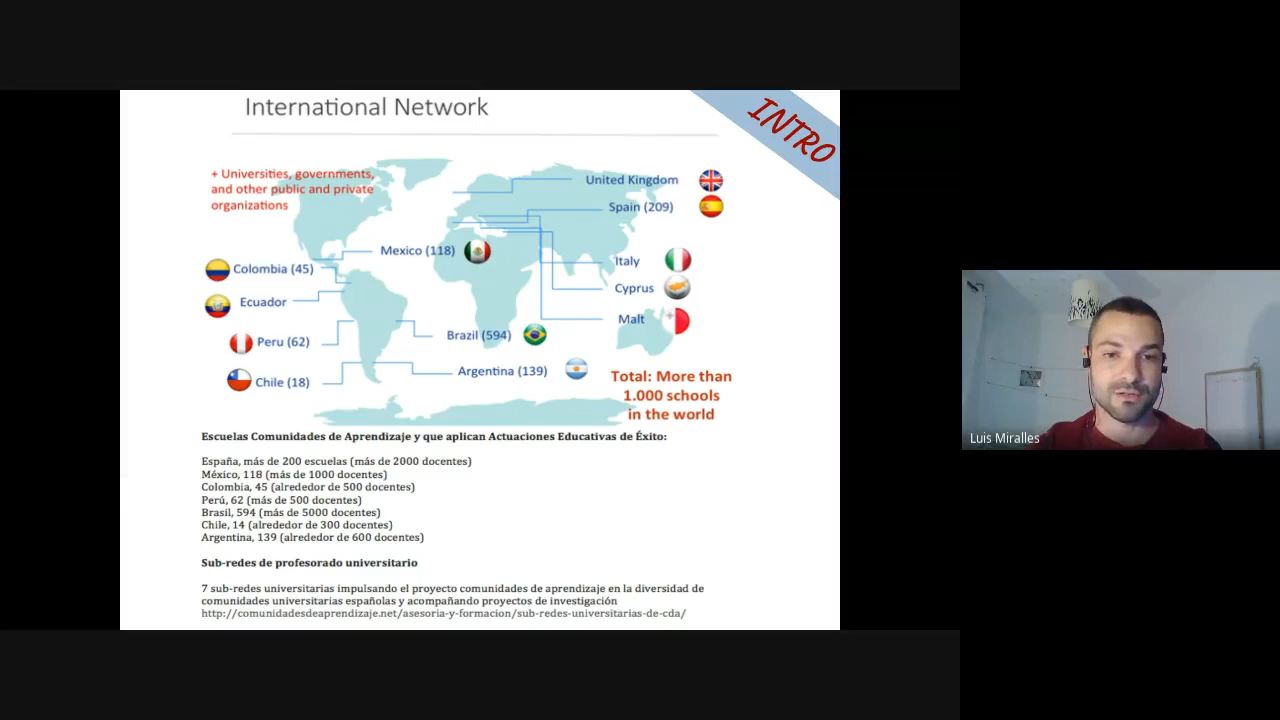 International Network
INTRO
+ Universities, governments,
and other public and private
organizations
United Kingdom
Spain (209)
Mexico (118)
Colombia (45)
Italy
Ecuador
Cyprus
Malt
Peru (62)
Brazil (594)
Chile (18)
Argentina (139)
Total: More than
1.000 schools
in the world
Escuelas Comunidades de Aprendizaje y que aplican Actuaciones Educativas de Éxito:
España, más de 200 escuelas (más de 2000 docentes)
México, 118 (más de 1000 docentes)
Colombia, 45 (alrededor de 500 docentes)
Perú, 62 (más de 500 docentes)
Brasil, 594 (más de 5000 docentes)
Chile, 14 (alrededor de 300 docentes)
Argentina, 139 (alrededor de 600 docentes)
Sub-redes de profesorado universitario
7 sub-redes universitarias impulsando el proyecto comunidades de aprendizaje en la diversidad de
comunidades universitarias españolas y acompañando proyectos de investigación
http://comunidadesdeaprendizaje.net/asesoria-y-formacion/sub-redes-universitarias-de-cda/
Luis Miralles